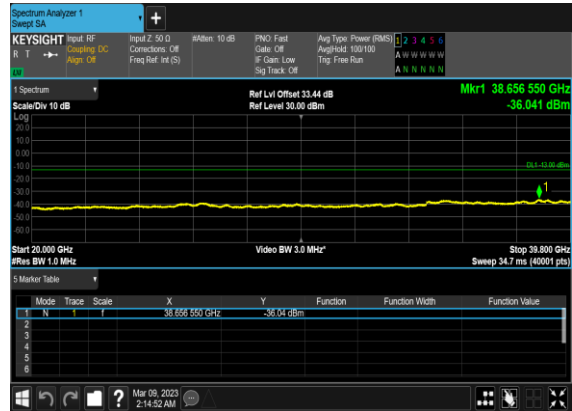 Spectrum Analyzer 1
Swept SA
KEYSIGHT Input: RF Input Z: 50 Ω #Atten: 10 dB PNO: Fast Avg Type: Power (RMS) 1 2 3 4 5 6
R T Coupling: DC Corrections: Off Gate: Off Avg|Hold: 100/100 A W W W W W
Align: Off Freq Ref: Int (S) IF Gain: Low Trig: Free Run
Sig Track: Off A N N N N N
1 Spectrum Ref Lvl Offset 33.44 dB Mkr1 38.656 550 GHz
Scale/Div 10 dB Ref Level 30.00 dBm -36.041 dBm
Log
20.0
10.0
0.00
-10.0 DL1 -13.00 dBm
-20.0
-30.0 1
-40.0
-50.0
-60.0
Start 20.000 GHz Video BW 3.0 MHz* Stop 39.800 GHz
#Res BW 1.0 MHz Sweep 34.7 ms (40001 pts)
5 Marker Table
Mode Trace Scale X Y Function Function Width Function Value
1 N 1 f 38.656 550 GHz -36.04 dBm
2
3
4
5
6
? Mar 09, 2023
2:14:52 AM